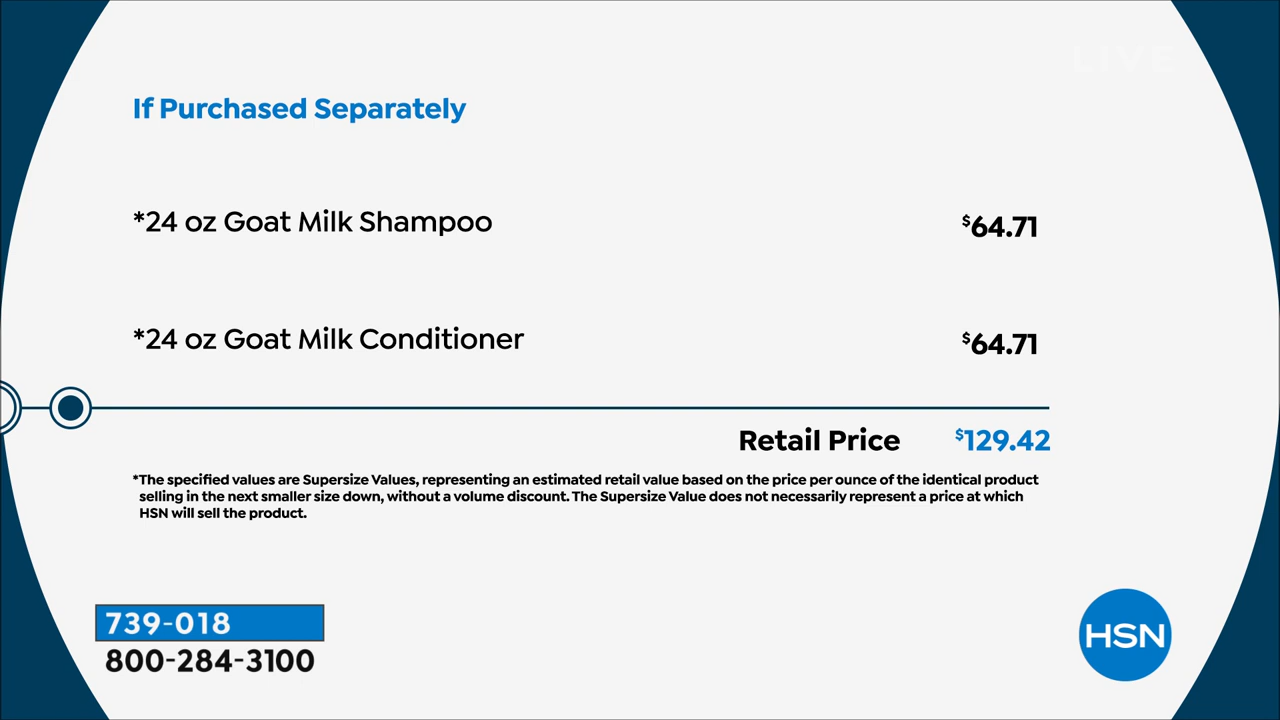 LIVE
If Purchased Separately
*24 oz Goat Milk Shampoo $64.71
*24 oz Goat Milk Conditioner $64.71
Retail Price $129.42
*The specified values are Supersize Values, representing an estimated retail value based on the price per ounce of the identical product
selling in the next smaller size down, without a volume discount. The Supersize Value does not necessarily represent a price at which
HSN will sell the product.
739-018
800-284-3100
HSN